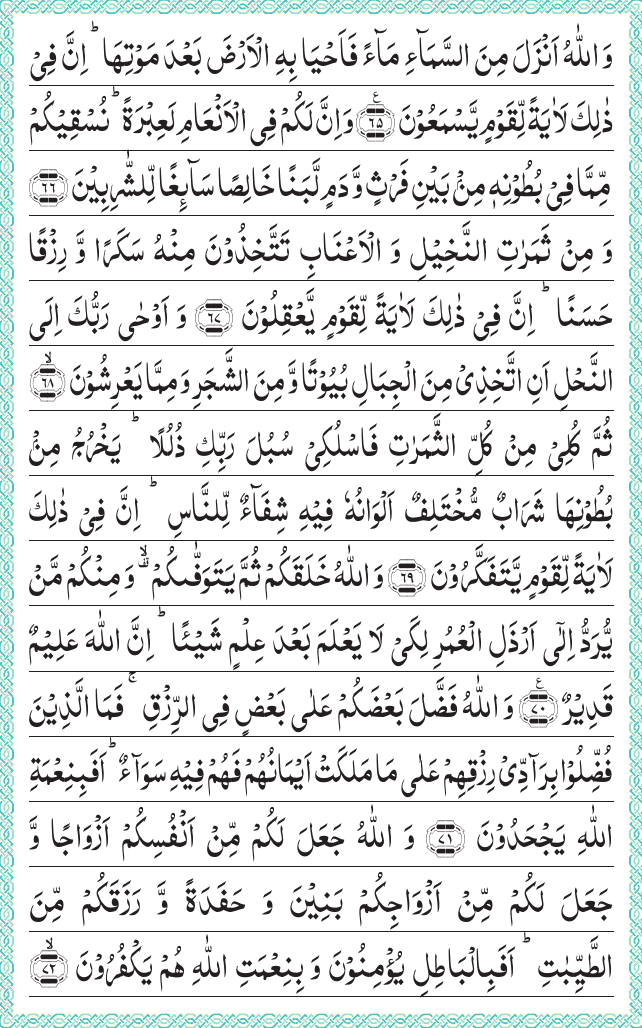 وَاللّٰهُ اَنْزَلَ مِنَ السَّمَآءِ مَآءً فَاَحْيَا بِهِ الْاَرْضَ بَعْدَ مَوْتِهَا ؕ اِنَّ فِیْ
ذٰلِكَ لَاٰيَةً لِّقَوْمٍ يَّسْمَعُوْنَ ﴿٦٥﴾ ع وَاِنَّ لَكُمْ فِی الْاَنْعَامِ لَعِبْرَةً ؕ نُسْقِيْكُمْ
مِّمَّا فِیْ بُطُوْنِهٖ مِنْۢ بَيْنِ فَرْثٍ وَّدَمٍ لَّبَنًا خَالِصًا سَآئِغًا لِّلشّٰرِبِيْنَ ﴿٦٦﴾
وَ مِنْ ثَمَرٰتِ النَّخِيْلِ وَ الْاَعْنَابِ تَتَّخِذُوْنَ مِنْهُ سَكَرًا وَّ رِزْقًا
حَسَنًا ؕ اِنَّ فِیْ ذٰلِكَ لَاٰيَةً لِّقَوْمٍ يَّعْقِلُوْنَ ﴿٦٧﴾ وَ اَوْحٰی رَبُّكَ اِلَی
النَّحْلِ اَنِ اتَّخِذِیْ مِنَ الْجِبَالِ بُيُوْتًا وَّ مِنَ الشَّجَرِ وَ مِمَّا يَعْرِشُوْنَ ﴿٦٨﴾ ۙ
ثُمَّ كُلِیْ مِنْ كُلِّ الثَّمَرٰتِ فَاسْلُكِیْ سُبُلَ رَبِّكِ ذُلُلًا ؕ يَخْرُجُ مِنْۢ
بُطُوْنِهَا شَرَابٌ مُّخْتَلِفٌ اَلْوَانُهٗ فِيْهِ شِفَآءٌ لِّلنَّاسِ ؕ اِنَّ فِیْ ذٰلِكَ
لَاٰيَةً لِّقَوْمٍ يَّتَفَكَّرُوْنَ ﴿٦٩﴾ وَاللّٰهُ خَلَقَكُمْ ثُمَّ يَتَوَفّٰىكُمْ ۙ۫ وَ مِنْكُمْ مَّنْ
يُّرَدُّ اِلٰۤی اَرْذَلِ الْعُمُرِ لِكَیْ لَا يَعْلَمَ بَعْدَ عِلْمٍ شَيْئًا ؕ اِنَّ اللّٰهَ عَلِيْمٌ
قَدِيْرٌ ﴿٧٠﴾ ع وَ اللّٰهُ فَضَّلَ بَعْضَكُمْ عَلٰی بَعْضٍ فِی الرِّزْقِ ۚ فَمَا الَّذِيْنَ
فُضِّلُوْا بِرَآدِّیْ رِزْقِهِمْ عَلٰی مَا مَلَكَتْ اَيْمَانُهُمْ فَهُمْ فِيْهِ سَوَآءٌ ؕ اَفَبِنِعْمَةِ
اللّٰهِ يَجْحَدُوْنَ ﴿٧١﴾ وَ اللّٰهُ جَعَلَ لَكُمْ مِّنْ اَنْفُسِكُمْ اَزْوَاجًا وَّ
جَعَلَ لَكُمْ مِّنْ اَزْوَاجِكُمْ بَنِيْنَ وَ حَفَدَةً وَّ رَزَقَكُمْ مِّنَ
الطَّيِّبٰتِ ؕ اَفَبِالْبَاطِلِ يُؤْمِنُوْنَ وَ بِنِعْمَتِ اللّٰهِ هُمْ يَكْفُرُوْنَ ﴿٧٢﴾ ۙ